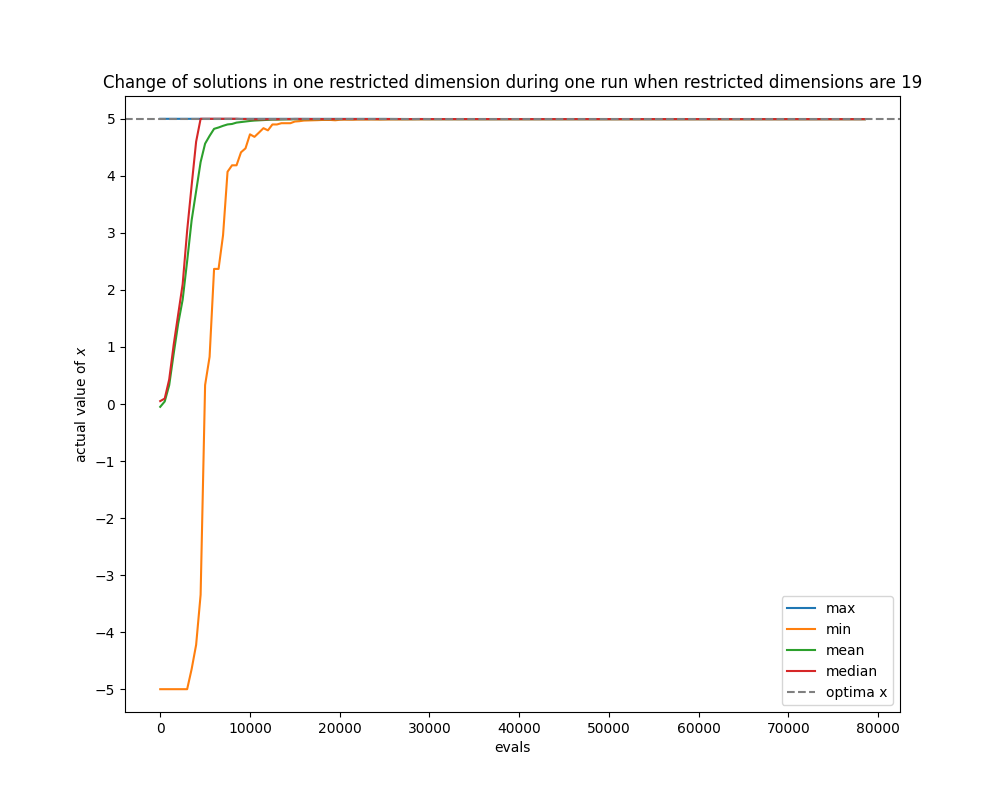 Change of solutions in one restricted dimension during one run when restricted dimensions are 19
5
4
3
2
1
0
−1
−2
−3
−4
−5
actual value of x
0 10000 20000 30000 40000 50000 60000 70000 80000
evals
max
min
mean
median
optima x